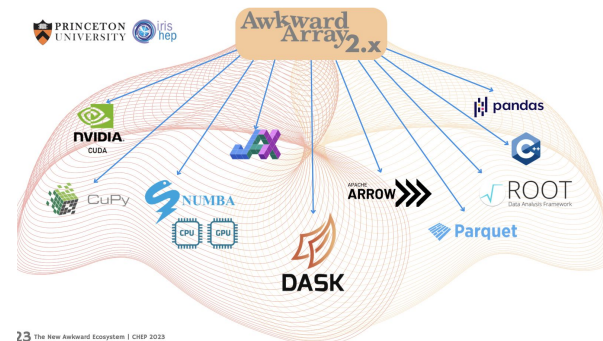 PRINCETON
UNIVERSITY
iris
hep
Awkward
Array
2.x
pandas
NVIDIA.
CUDA
JAX
C
CuPy
NUMBA
CPU
GPU
APACHE
ARROW
ROOT
Data Analysis Framework
Parquet
DASK
23 The New Awkward Ecosystem | CHEP 2023